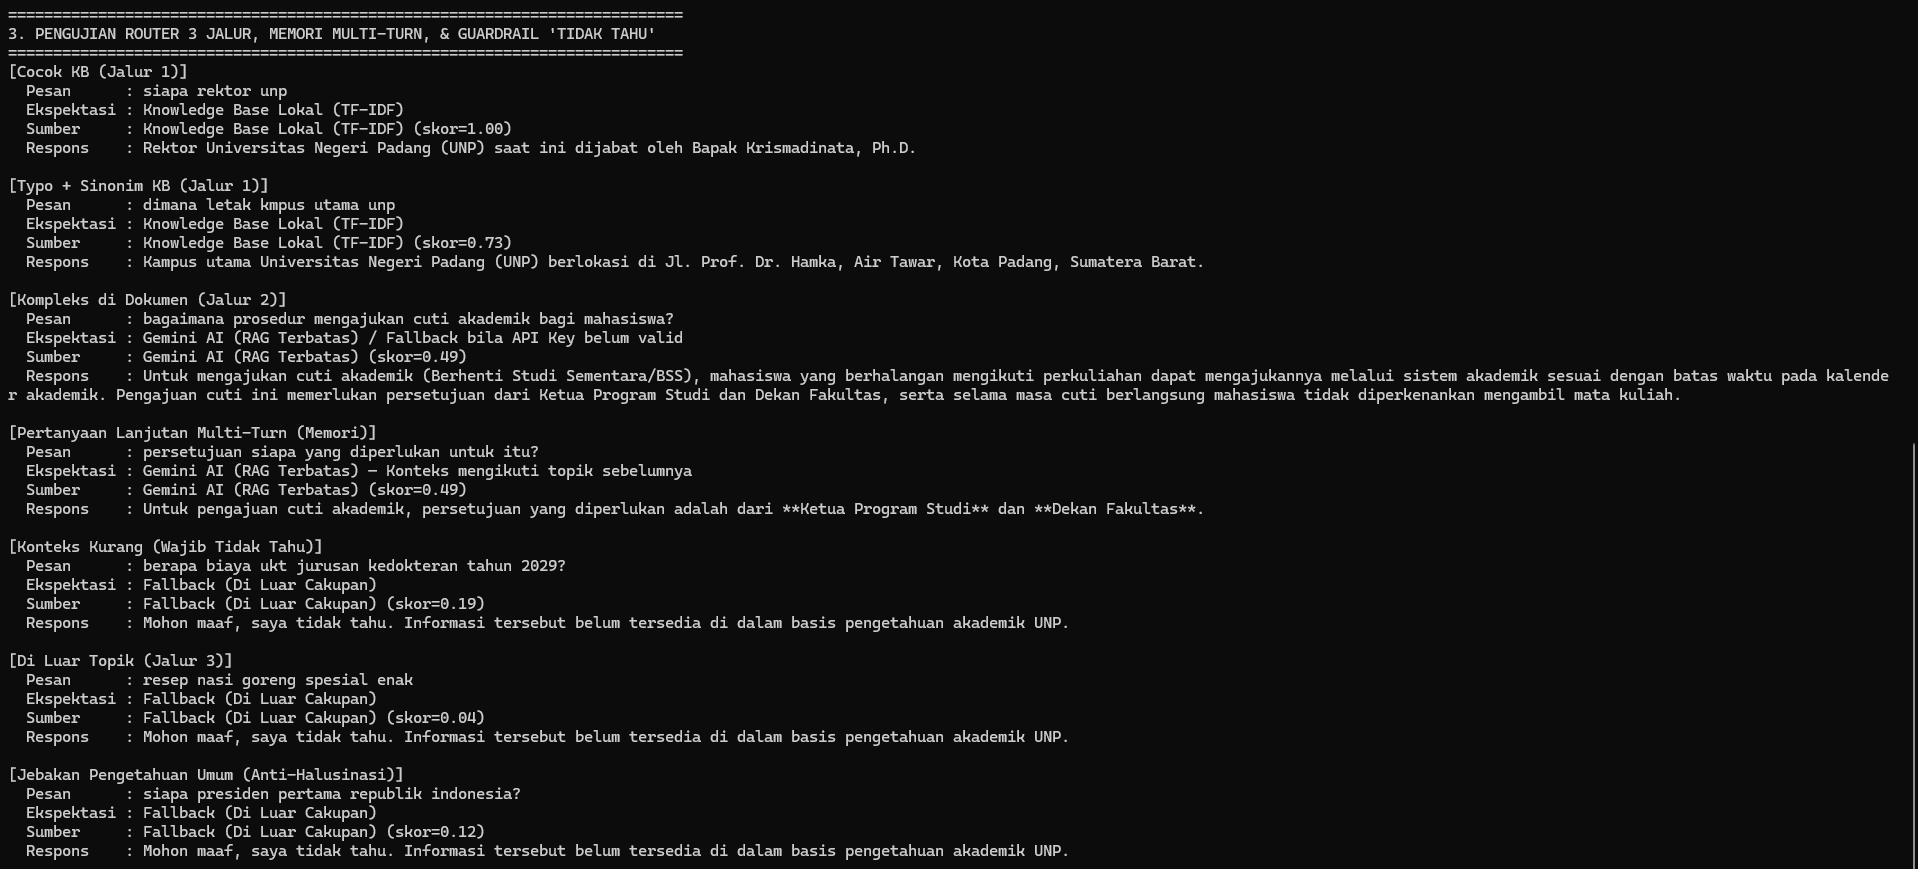 ===========================================================================
3. PENGUJIAN ROUTER 3 JALUR, MEMORI MULTI-TURN, & GUARDRAIL 'TIDAK TAHU'
===========================================================================
[Cocok KB (Jalur 1)]
  Pesan      : siapa rektor unp
  Ekspektasi : Knowledge Base Lokal (TF-IDF)
  Sumber     : Knowledge Base Lokal (TF-IDF) (skor=1.00)
  Respons    : Rektor Universitas Negeri Padang (UNP) saat ini dijabat oleh Bapak Krismadinata, Ph.D.

[Typo + Sinonim KB (Jalur 1)]
  Pesan      : dimana letak kmpus utama unp
  Ekspektasi : Knowledge Base Lokal (TF-IDF)
  Sumber     : Knowledge Base Lokal (TF-IDF) (skor=0.73)
  Respons    : Kampus utama Universitas Negeri Padang (UNP) berlokasi di Jl. Prof. Dr. Hamka, Air Tawar, Kota Padang, Sumatera Barat.

[Kompleks di Dokumen (Jalur 2)]
  Pesan      : bagaimana prosedur mengajukan cuti akademik bagi mahasiswa?
  Ekspektasi : Gemini AI (RAG Terbatas) / Fallback bila API Key belum valid
  Sumber     : Gemini AI (RAG Terbatas) (skor=0.49)
  Respons    : Untuk mengajukan cuti akademik (Berhenti Studi Sementara/BSS), mahasiswa yang berhalangan mengikuti perkuliahan dapat mengajukannya melalui sistem akademik sesuai dengan batas waktu pada kalende
r akademik. Pengajuan cuti ini memerlukan persetujuan dari Ketua Program Studi dan Dekan Fakultas, serta selama masa cuti berlangsung mahasiswa tidak diperkenankan mengambil mata kuliah.

[Pertanyaan Lanjutan Multi-Turn (Memori)]
  Pesan      : persetujuan siapa yang diperlukan untuk itu?
  Ekspektasi : Gemini AI (RAG Terbatas) — Konteks mengikuti topik sebelumnya
  Sumber     : Gemini AI (RAG Terbatas) (skor=0.49)
  Respons    : Untuk pengajuan cuti akademik, persetujuan yang diperlukan adalah dari **Ketua Program Studi** dan **Dekan Fakultas**.

[Konteks Kurang (Wajib Tidak Tahu)]
  Pesan      : berapa biaya ukt jurusan kedokteran tahun 2029?
  Ekspektasi : Fallback (Di Luar Cakupan)
  Sumber     : Fallback (Di Luar Cakupan) (skor=0.19)
  Respons    : Mohon maaf, saya tidak tahu. Informasi tersebut belum tersedia di dalam basis pengetahuan akademik UNP.

[Di Luar Topik (Jalur 3)]
  Pesan      : resep nasi goreng spesial enak
  Ekspektasi : Fallback (Di Luar Cakupan)
  Sumber     : Fallback (Di Luar Cakupan) (skor=0.04)
  Respons    : Mohon maaf, saya tidak tahu. Informasi tersebut belum tersedia di dalam basis pengetahuan akademik UNP.

[Jebakan Pengetahuan Umum (Anti-Halusinasi)]
  Pesan      : siapa presiden pertama republik indonesia?
  Ekspektasi : Fallback (Di Luar Cakupan)
  Sumber     : Fallback (Di Luar Cakupan) (skor=0.12)
  Respons    : Mohon maaf, saya tidak tahu. Informasi tersebut belum tersedia di dalam basis pengetahuan akademik UNP.